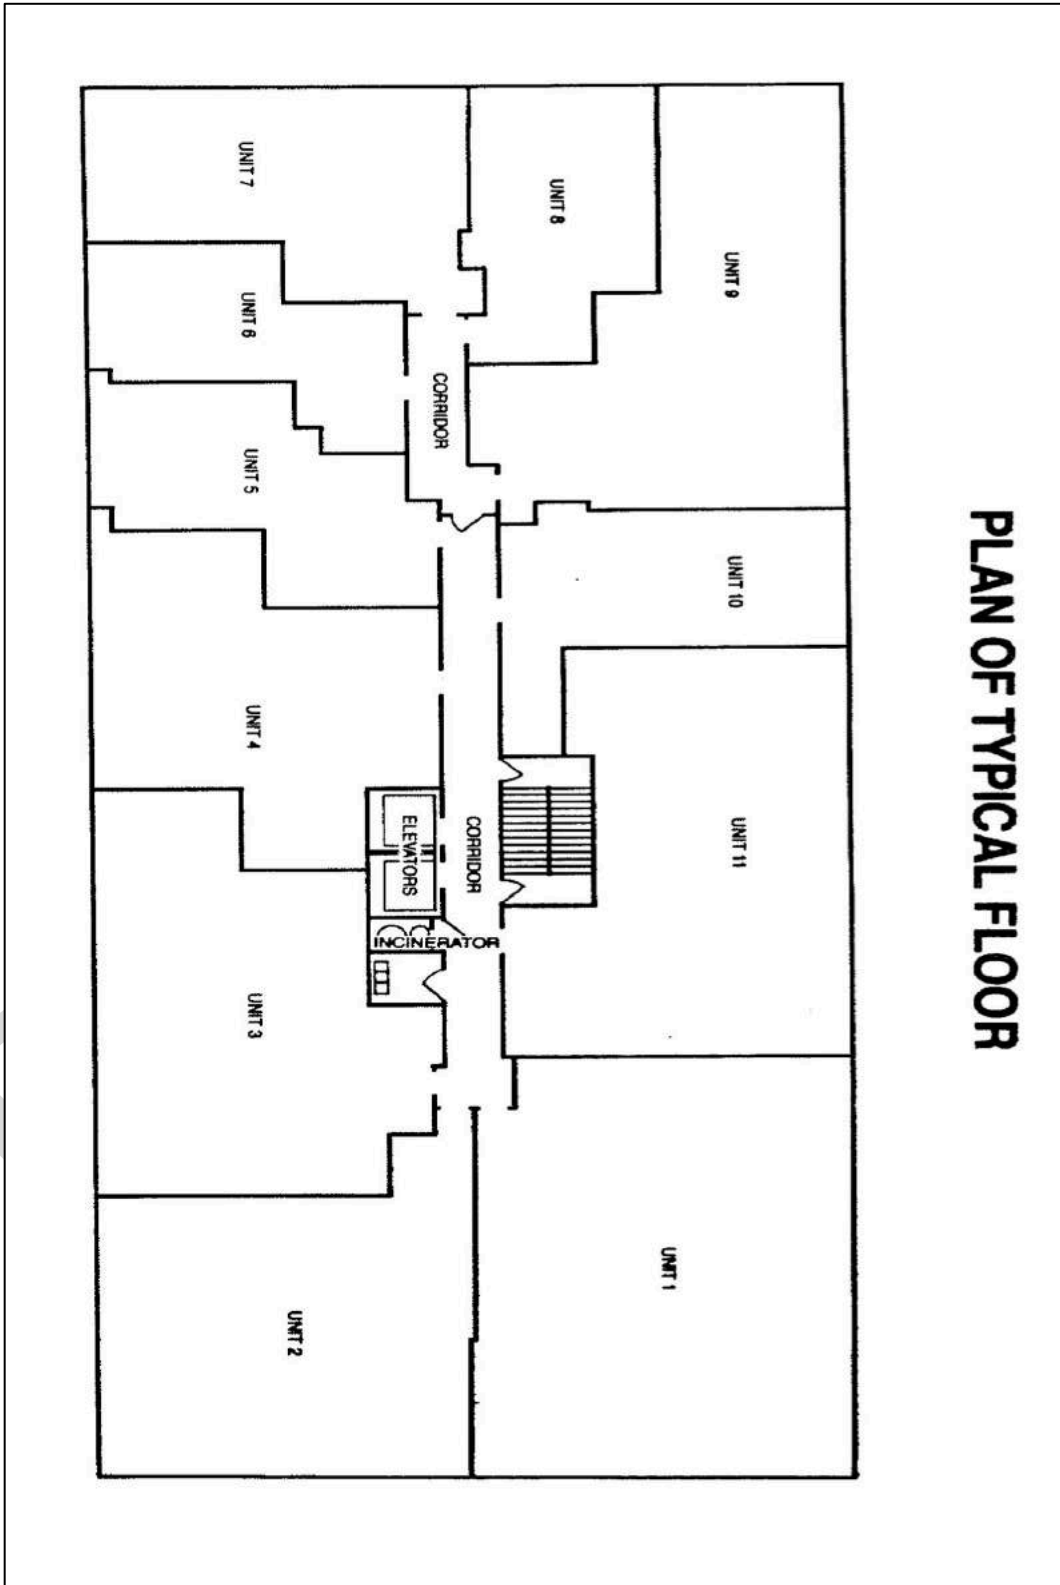 PLAN OF TYPICAL FLOOR
UNIT 7
UNIT 8
UNIT 9
UNIT 6
CORRIDOR
UNIT 5
UNIT 10
UNIT 4
ELEVATORS
CORRIDOR
UNIT 11
INCINERATOR
UNIT 3
UNIT 2
UNIT 1